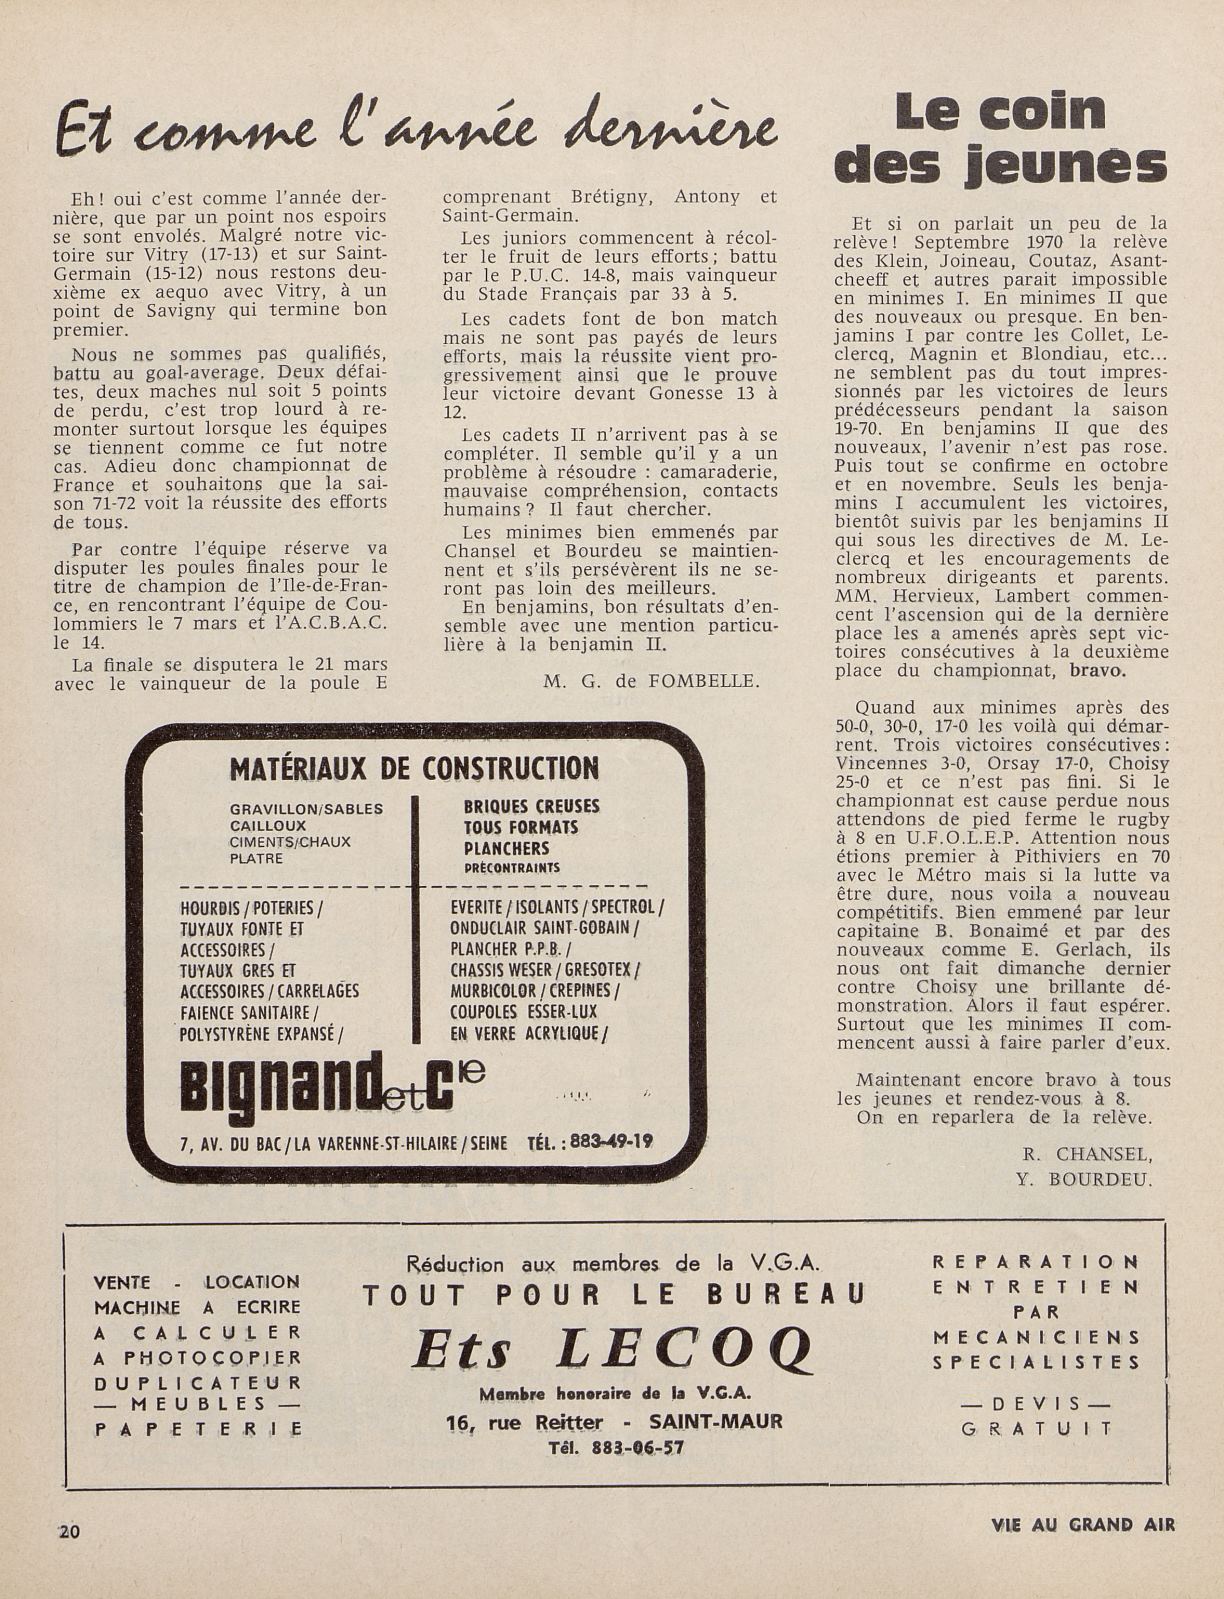 Et comme l'année dernière
Eh! oui c'est comme l'année der-
nière, que par un point nos espoirs
se sont envolés. Malgré notre vic-
toire sur Vitry (17-13) et sur Saint-
Germain (15-12) nous restons deu-
xième ex aequo avec Vitry, à un
point de Savigny qui termine bon
premier.
Nous ne sommes pas qualifiés,
battu au goal-average. Deux défai-
tes, deux maches nul soit 5 points
de perdu, c'est trop lourd à re-
monter surtout lorsque les équipes
se tiennent comme ce fut notre
cas. Adieu donc championnat de
France et souhaitons que la sai-
son 71-72 voit la réussite des efforts
de tous.
Par contre l'équipe réserve va
disputer les poules finales pour le
titre de champion de l'Ile-de-Fran-
ce, en rencontrant l'équipe de Cou-
lommiers le 7 mars et l'A.C.B.A.C.
le 14.
La finale se disputera le 21 mars
avec le vainqueur de la poule E
comprenant Brétigny, Antony et
Saint-Germain.
Les juniors commencent à récol-
ter le fruit de leurs efforts; battu
par le P.U.C. 14-8, mais vainqueur
du Stade Français par 33 à 5.
Les cadets font de bon match
mais ne sont pas payés de leurs
efforts, mais la réussite vient pro-
gressivement ainsi que le prouve
leur victoire devant Gonesse 13 à
12.
Les cadets II n'arrivent pas à se
compléter. Il semble qu'il y a un
problème à résoudre : camaraderie,
mauvaise compréhension, contacts
humains? Il faut chercher.
Les minimes bien emmenés par
Chansel et Bourdeu se maintien-
nent et s'ils persévèrent ils ne se-
ront pas loin des meilleurs.
En benjamins, bon résultats d'en-
semble avec une mention particu-
lière à la benjamin II.
M. G. de FOMBELLE.
Le coin
des jeunes
Et si on parlait un peu de la
relève! Septembre 1970 la relève
des Klein, Joineau, Coutaz, Asant-
cheeff et autres parait impossible
en minimes I. En minimes II que
des nouveaux ou presque. En ben-
jamins I par contre les Collet, Le-
clercq, Magnin et Blondiau, etc...
ne semblent pas du tout impres-
sionnés par les victoires de leurs
prédécesseurs pendant la saison
19-70. En benjamins II que des
nouveaux, l'avenir n'est pas rose.
Puis tout se confirme en octobre
et en novembre. Seuls les benja-
mins I accumulent les victoires,
bientôt suivis par les benjamins II
qui sous les directives de M. Le-
clercq et les encouragements de
nombreux dirigeants et parents.
MM. Hervieux, Lambert commen-
cent l'ascension qui de la dernière
place les a amenés après sept vic-
toires consécutives à la deuxième
place du championnat, bravo.
Quand aux minimes après des
50-0, 30-0, 17-0 les voilà qui démar-
rent. Trois victoires consécutives :
Vincennes 3-0, Orsay 17-0, Choisy
25-0 et ce n'est pas fini. Si le
championnat est cause perdue nous
attendons de pied ferme le rugby
à 8 en U.F.O.L.E.P. Attention nous
étions premier à Pithiviers en 70
avec le Métro mais si la lutte va
être dure, nous voila a nouveau
compétitifs. Bien emmené par leur
capitaine B. Bonaimé et par des
nouveaux comme E. Gerlach, ils
nous ont fait dimanche dernier
contre Choisy une brillante dé-
monstration. Alors il faut espérer.
Surtout que les minimes II com-
mencent aussi à faire parler d'eux.
Maintenant encore bravo à tous
les jeunes et rendez-vous à 8.
On en reparlera de la relève.
R. CHANSEL,
Y. BOURDEU.
MATÉRIAUX DE CONSTRUCTION
GRAVILLON/SABLES
CAILLOUX
CIMENTS/CHAUX
PLATRE
BRIQUES CREUSES
TOUS FORMATS
PLANCHERS
PRÉCONTRAINTS
HOURDIS / POTERIES /
TUYAUX FONTE ET
ACCESSOIRES /
TUYAUX GRES ET
ACCESSOIRES / CARRELAGES
FAIENCE SANITAIRE /
POLYSTYRÈNE EXPANSÉ /
EVERITE / ISOLANTS / SPECTROL /
ONDUCLAIR SAINT-GOBAIN /
PLANCHER P.P.B. /
CHASSIS WESER / GRESOTEX /
MURBICOLOR / CREPINES /
COUPOLES ESSER-LUX
EN VERRE ACRYLIQUE /
Bignand et Cie
7, AV. DU BAC / LA VARENNE-ST-HILAIRE / SEINE TÉL. : 883-49-19
VENTE - LOCATION
MACHINE A ECRIRE
A CALCULER
A PHOTOCOPIER
DUPLICATEUR
— MEUBLES —
PAPETERIE
Réduction aux membres de la V.G.A.
TOUT POUR LE BUREAU
Ets LECOQ
Membre honoraire de la V.G.A.
16, rue Reitter - SAINT-MAUR
Tél. 883-06-57
REPARATION
ENTRETIEN
PAR
MECANICIENS
SPECIALISTES
— DEVIS —
GRATUIT
20
VIE AU GRAND AIR